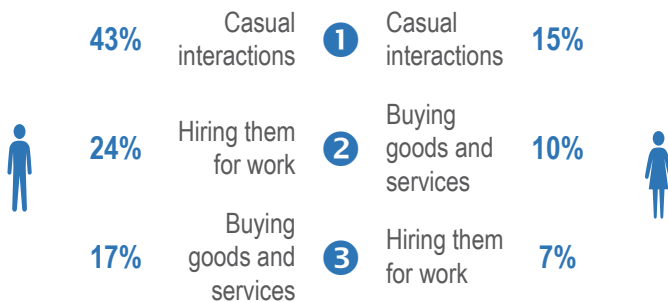 43% Casual interactions 1 Casual interactions 15%
24% Hiring them for work 2 Buying goods and services 10%
17% Buying goods and services 3 Hiring them for work 7%